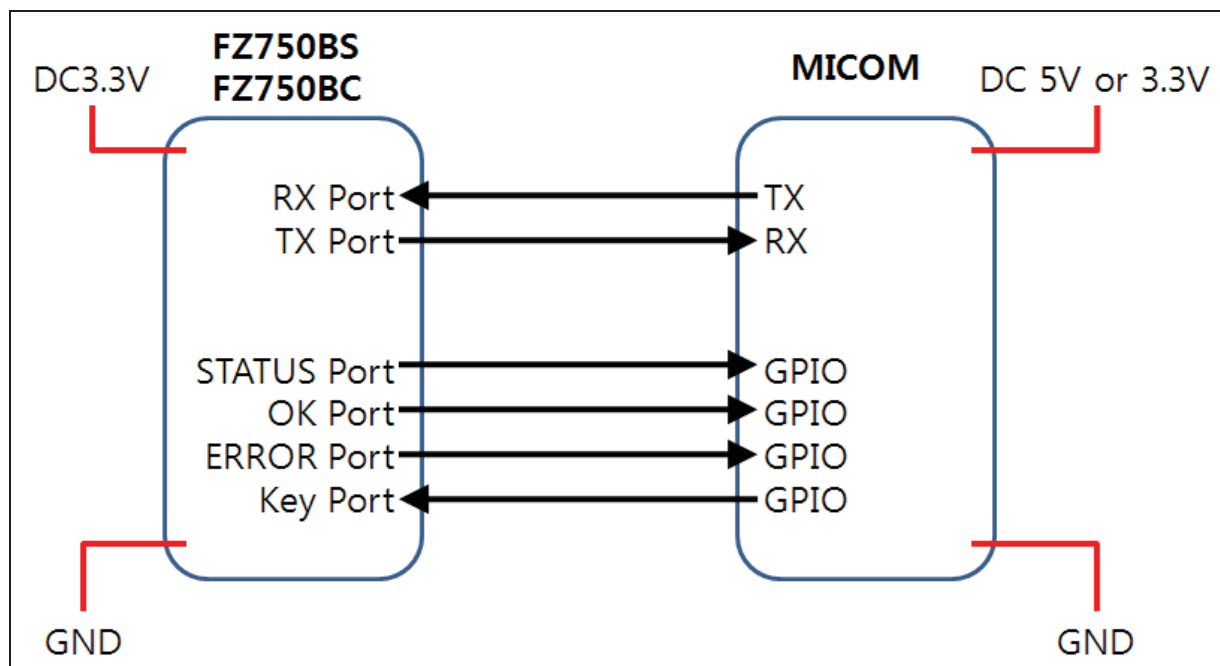 FZ750BS
FZ750BC
MICOM
DC3.3V
DC 5V or 3.3V
RX Port
TX
TX Port
RX
STATUS Port
GPIO
OK Port
GPIO
ERROR Port
GPIO
Key Port
GPIO
GND
GND